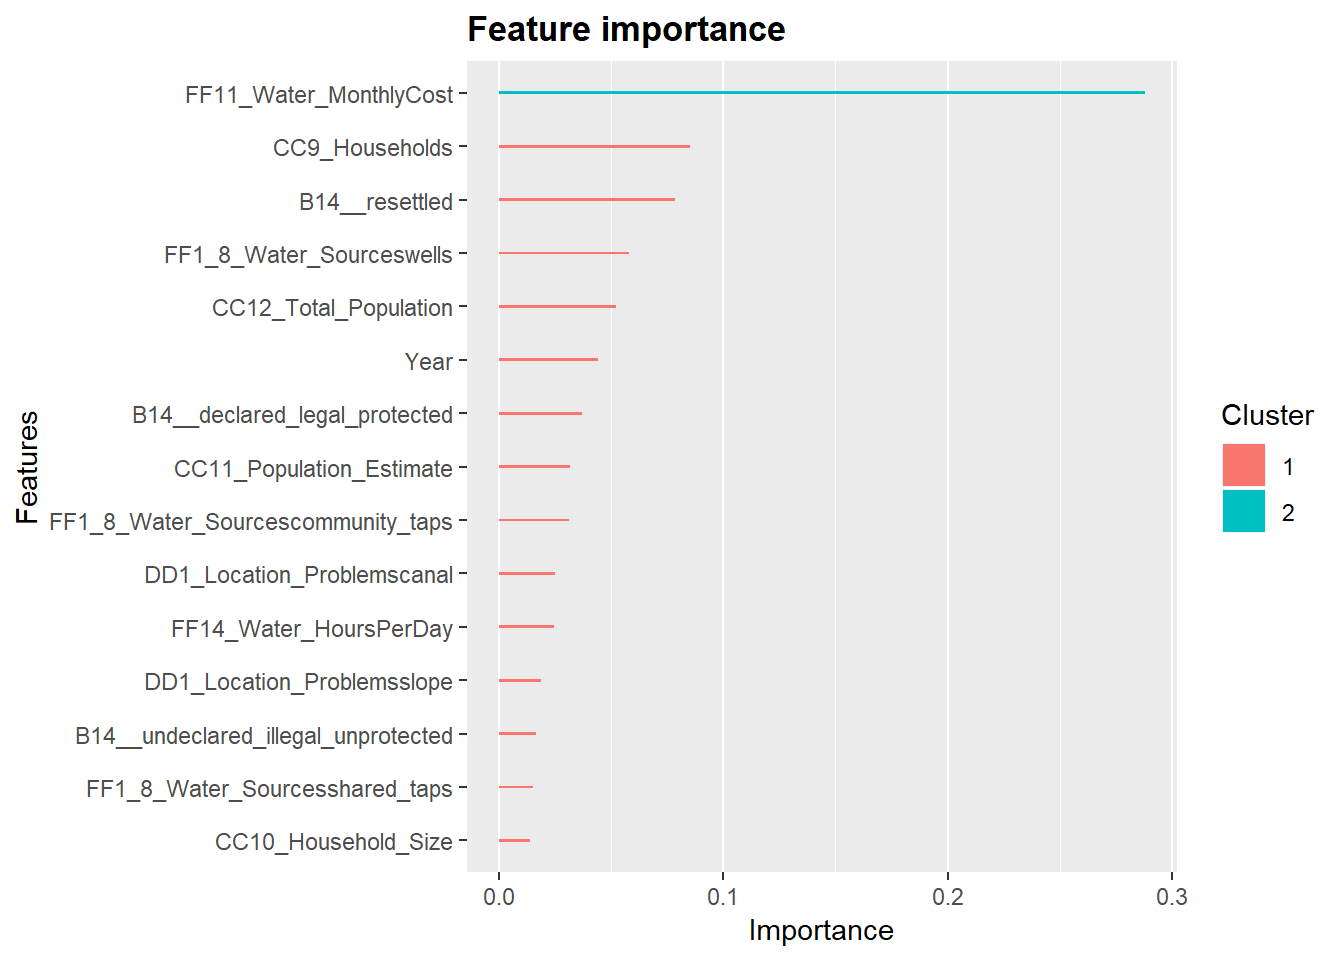 Feature importance
FF11_Water_MonthlyCost
CC9_Households
B14__resettled
FF1_8_Water_Sourceswells
CC12_Total_Population
Year
B14__declared_legal_protected
CC11_Population_Estimate
FF1_8_Water_Sourcescommunity_taps
DD1_Location_Problemscanal
FF14_Water_HoursPerDay
DD1_Location_Problemsslope
B14__undeclared_illegal_unprotected
FF1_8_Water_Sourcesshared_taps
CC10_Household_Size
Features
0.0 0.1 0.2 0.3
Importance
Cluster
1
2